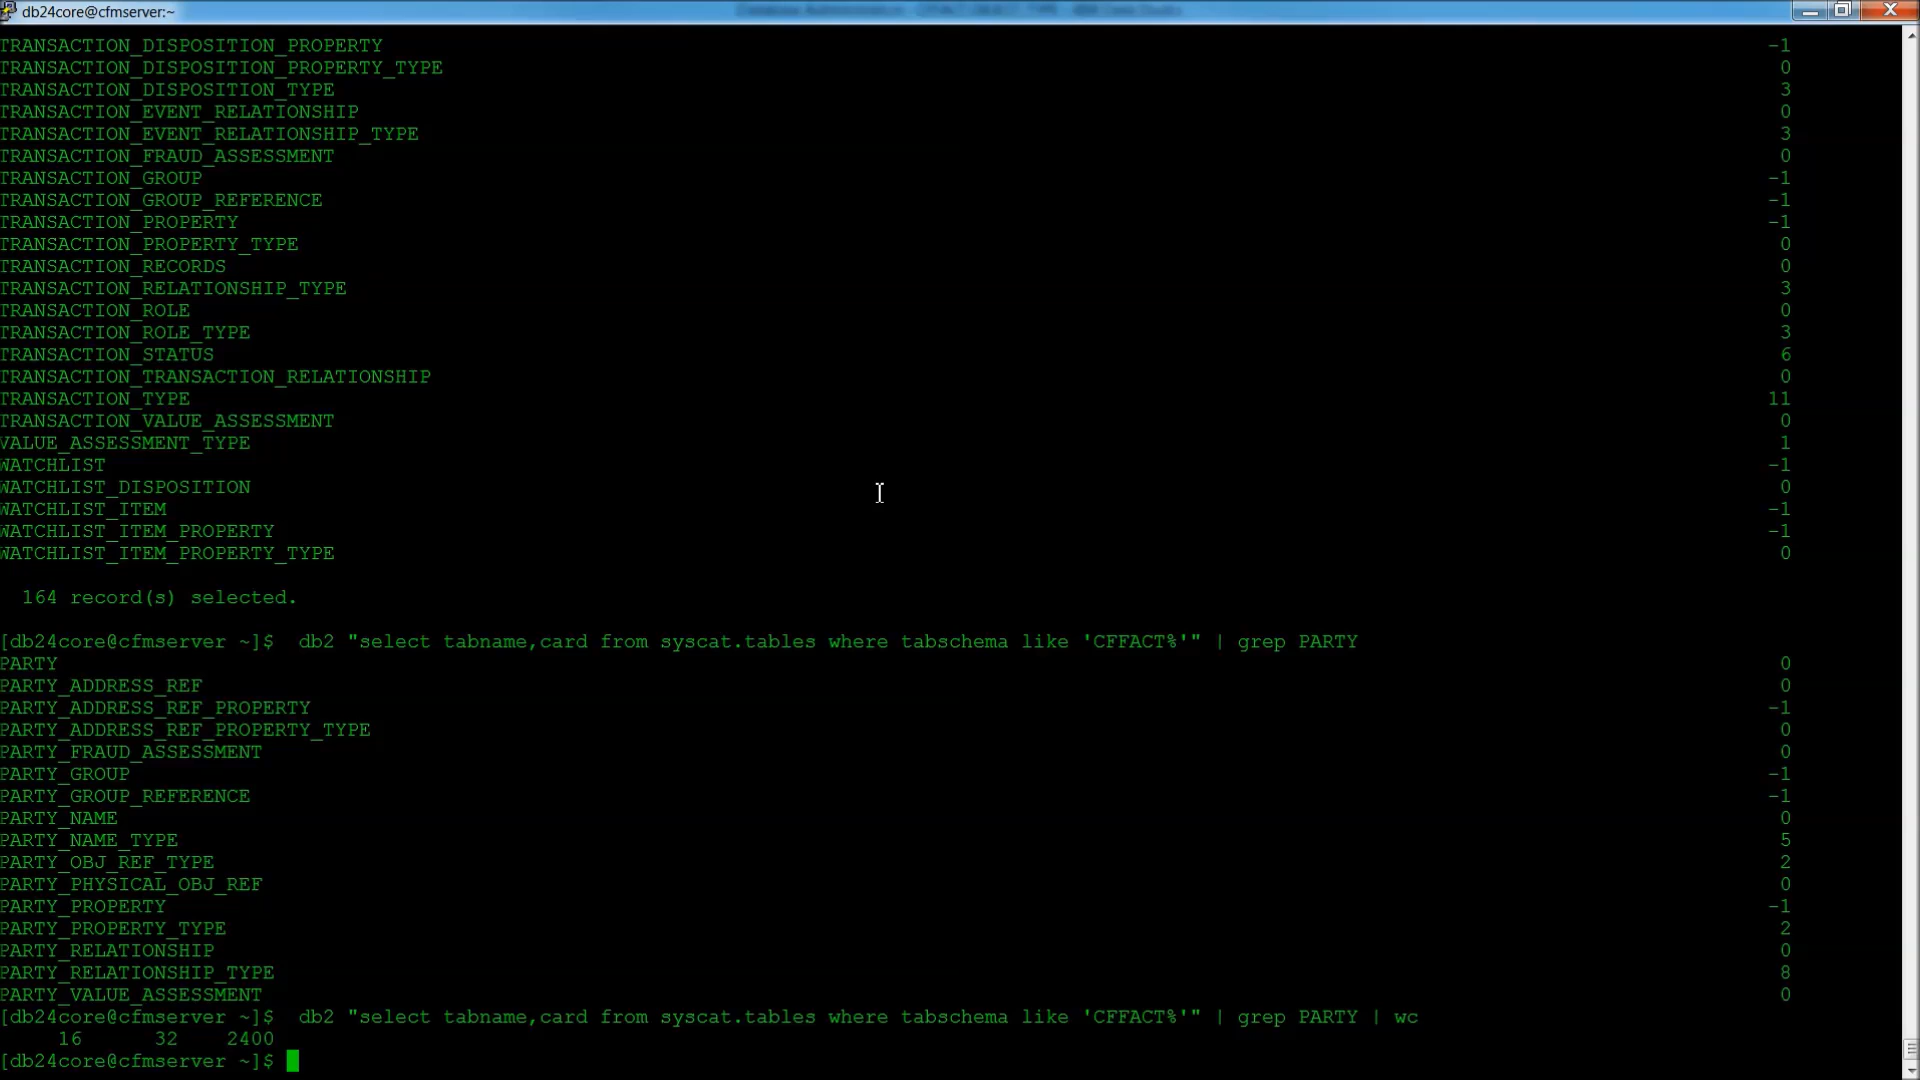 db24core@cfmserver:~
TRANSACTION_DISPOSITION_PROPERTY -1
TRANSACTION_DISPOSITION_PROPERTY_TYPE 0
TRANSACTION_DISPOSITION_TYPE 3
TRANSACTION_EVENT_RELATIONSHIP 0
TRANSACTION_EVENT_RELATIONSHIP_TYPE 3
TRANSACTION_FRAUD_ASSESSMENT 0
TRANSACTION_GROUP -1
TRANSACTION_GROUP_REFERENCE -1
TRANSACTION_PROPERTY -1
TRANSACTION_PROPERTY_TYPE 0
TRANSACTION_RECORDS 0
TRANSACTION_RELATIONSHIP_TYPE 3
TRANSACTION_ROLE 0
TRANSACTION_ROLE_TYPE 3
TRANSACTION_STATUS 6
TRANSACTION_TRANSACTION_RELATIONSHIP 0
TRANSACTION_TYPE 11
TRANSACTION_VALUE_ASSESSMENT 0
VALUE_ASSESSMENT_TYPE 1
WATCHLIST -1
WATCHLIST_DISPOSITION 0
WATCHLIST_ITEM -1
WATCHLIST_ITEM_PROPERTY -1
WATCHLIST_ITEM_PROPERTY_TYPE 0
164 record(s) selected.
[db24core@cfmserver ~]$ db2 "select tabname,card from syscat.tables where tabschema like 'CFFACT%'" | grep PARTY
PARTY 0
PARTY_ADDRESS_REF 0
PARTY_ADDRESS_REF_PROPERTY -1
PARTY_ADDRESS_REF_PROPERTY_TYPE 0
PARTY_FRAUD_ASSESSMENT 0
PARTY_GROUP -1
PARTY_GROUP_REFERENCE -1
PARTY_NAME 0
PARTY_NAME_TYPE 5
PARTY_OBJ_REF_TYPE 2
PARTY_PHYSICAL_OBJ_REF 0
PARTY_PROPERTY -1
PARTY_PROPERTY_TYPE 2
PARTY_RELATIONSHIP 0
PARTY_RELATIONSHIP_TYPE 8
PARTY_VALUE_ASSESSMENT 0
[db24core@cfmserver ~]$ db2 "select tabname,card from syscat.tables where tabschema like 'CFFACT%'" | grep PARTY | wc
16 32 2400
[db24core@cfmserver ~]$